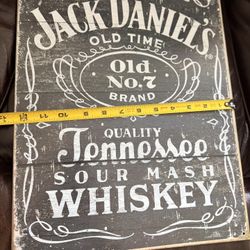 JACK DANIEL'S
OLD TIME
Old
No. 7
BRAND
QUALITY
Tennessee
SOUR MASH
WHISKEY